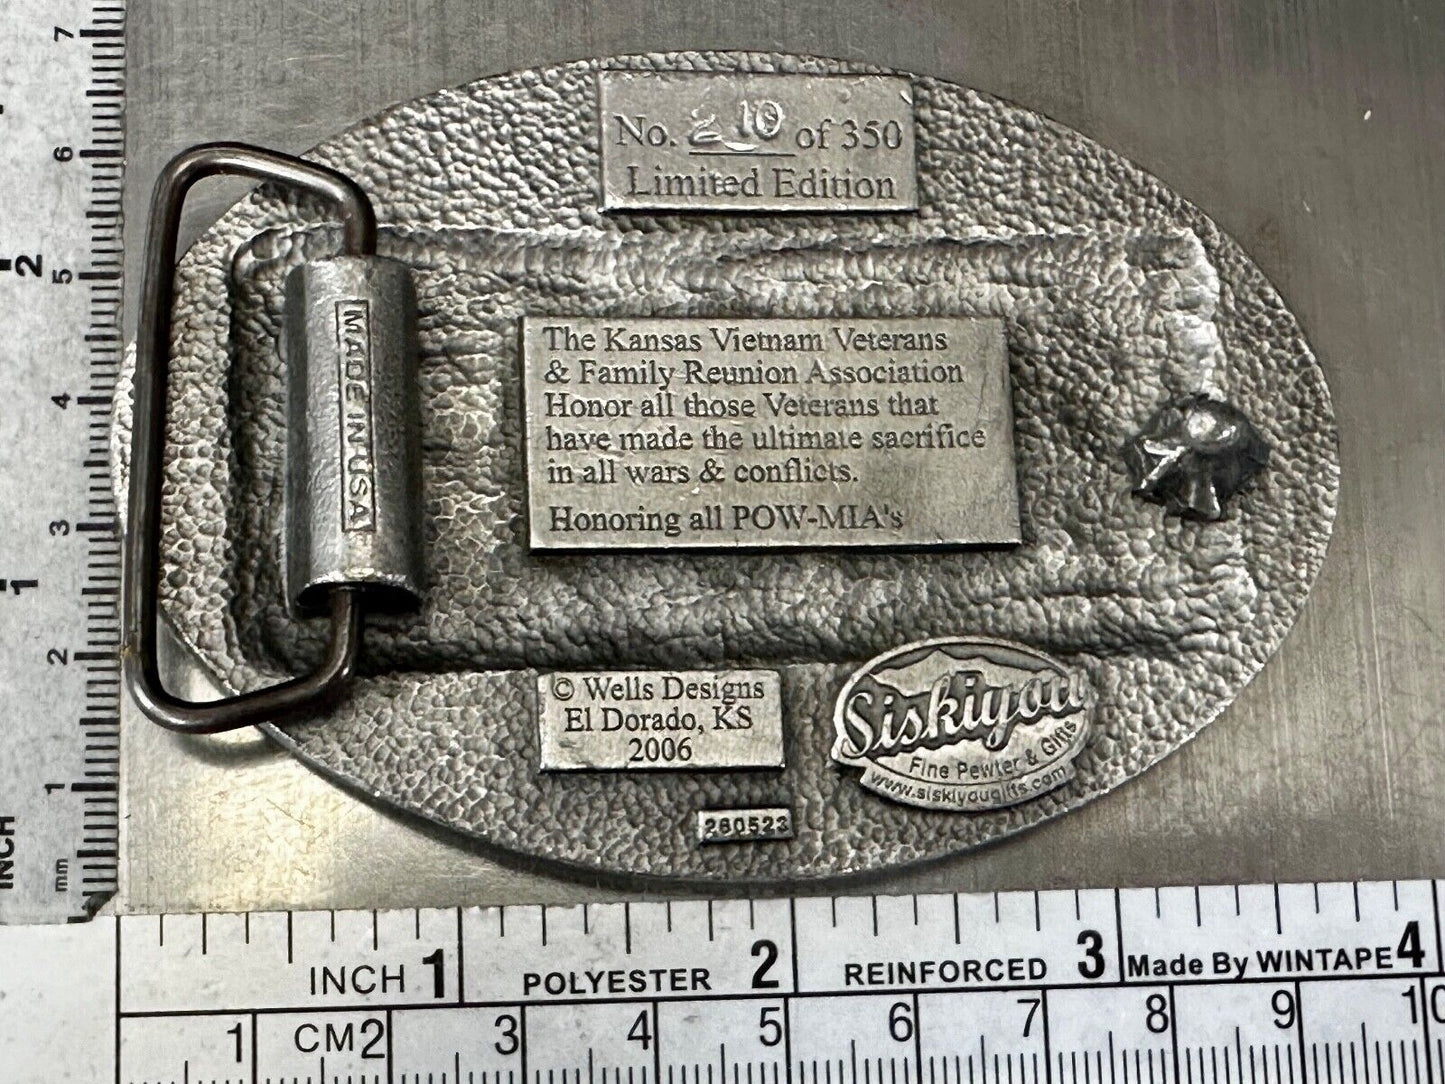 No. 210 of 350
Limited Edition
MADE IN USA
The Kansas Vietnam Veterans
& Family Reunion Association
Honor all those Veterans that
have made the ultimate sacrifice
in all wars & conflicts.
Honoring all POW-MIA's
© Wells Designs
El Dorado, KS
2006
Siskiyou
Fine Pewter & Gifts
www.siskiyougifts.com
260523
7
6
2
5
4
3
1
2
1
INCH
mm
INCH 1 POLYESTER 2 REINFORCED 3 Made By WINTAPE 4
1 CM 2 3 4 5 6 7 8 9 10